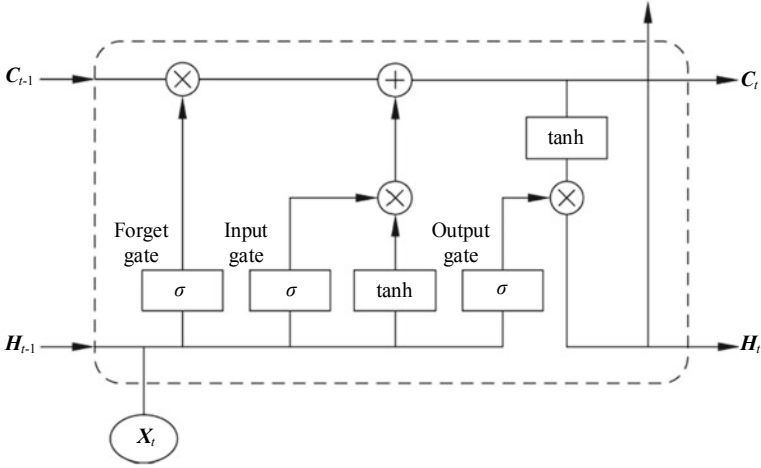 C_{t-1}
C_t
tanh
Forget
gate
Input
gate
Output
gate
σ
σ
tanh
σ
H_{t-1}
H_t
X_t